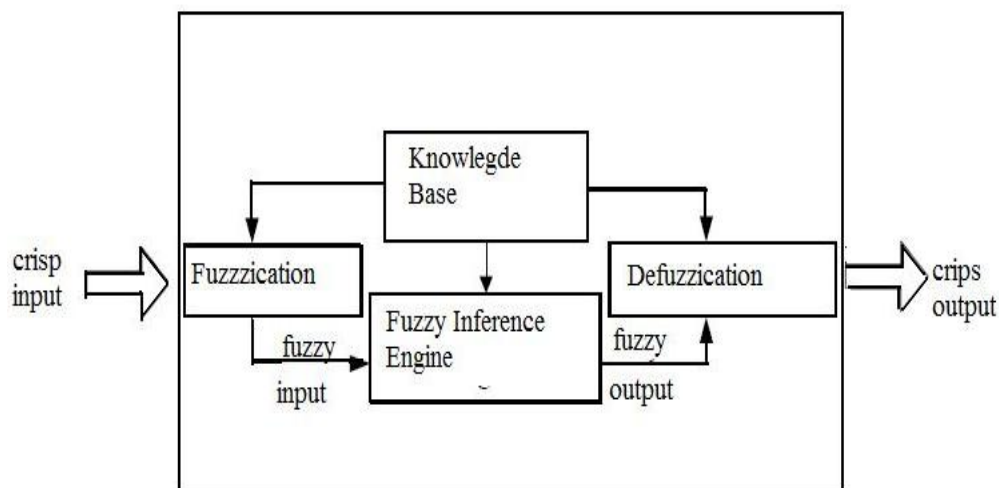 Knowlegde
Base
crisp
input
Fuzzzication
Defuzzication
crips
output
Fuzzy Inference
Engine
fuzzy
input
fuzzy
output